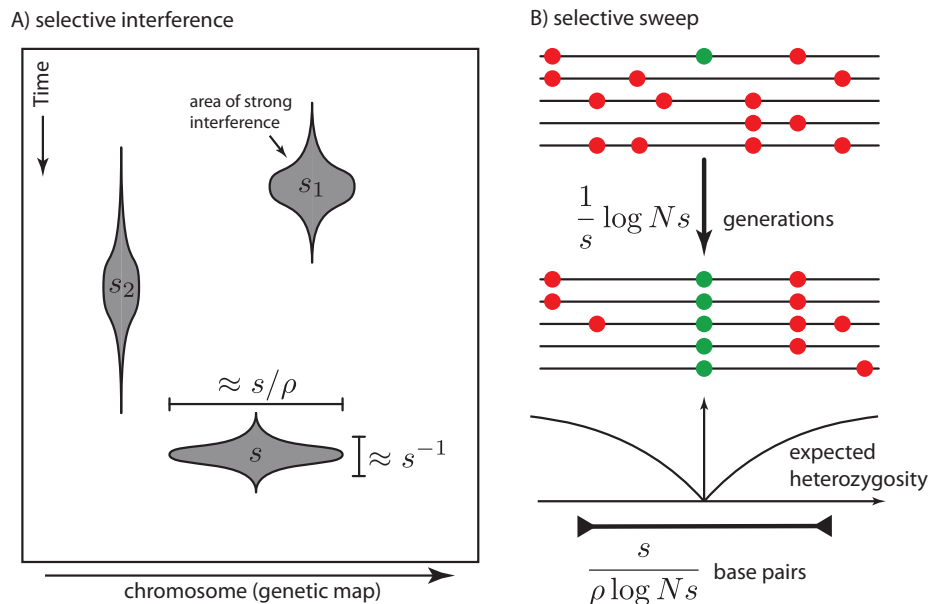 A) selective interference
Time
area of strong
interference
s₁
s₂
≈ s/ρ
s
≈ s⁻¹
chromosome (genetic map)
B) selective sweep
1/s log Ns generations
expected
heterozygosity
s/(ρ log Ns) base pairs